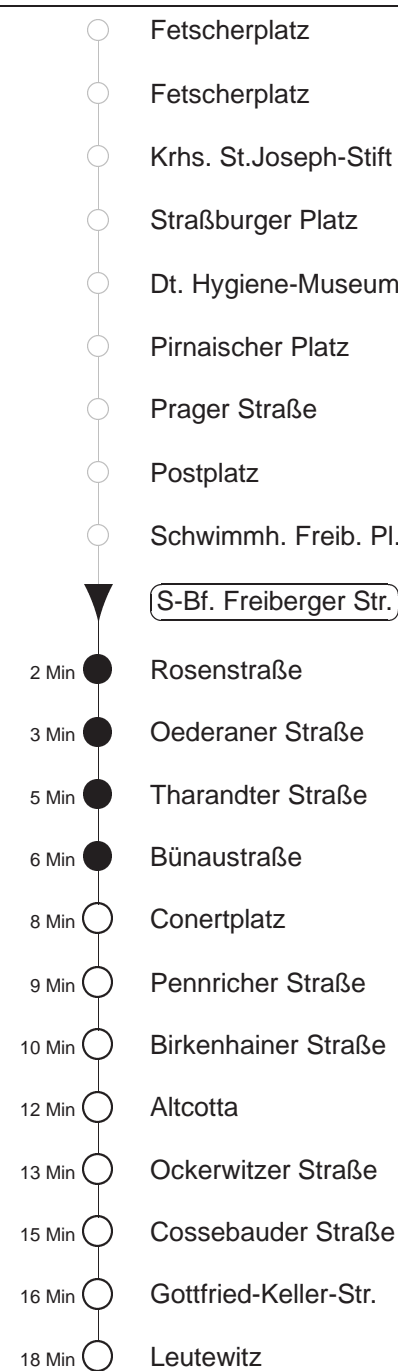 Fetscherplatz
Fetscherplatz
Krhs. St.Joseph-Stift
Straßburger Platz
Dt. Hygiene-Museum
Pirnaischer Platz
Prager Straße
Postplatz
Schwimmh. Freib. Pl.
S-Bf. Freiberger Str.
2 Min Rosenstraße
3 Min Oederaner Straße
5 Min Tharandter Straße
6 Min Bünaustraße
8 Min Conertplatz
9 Min Pennricher Straße
10 Min Birkenhainer Straße
12 Min Altcotta
13 Min Ockerwitzer Straße
15 Min Cossebauder Straße
16 Min Gottfried-Keller-Str.
18 Min Leutewitz